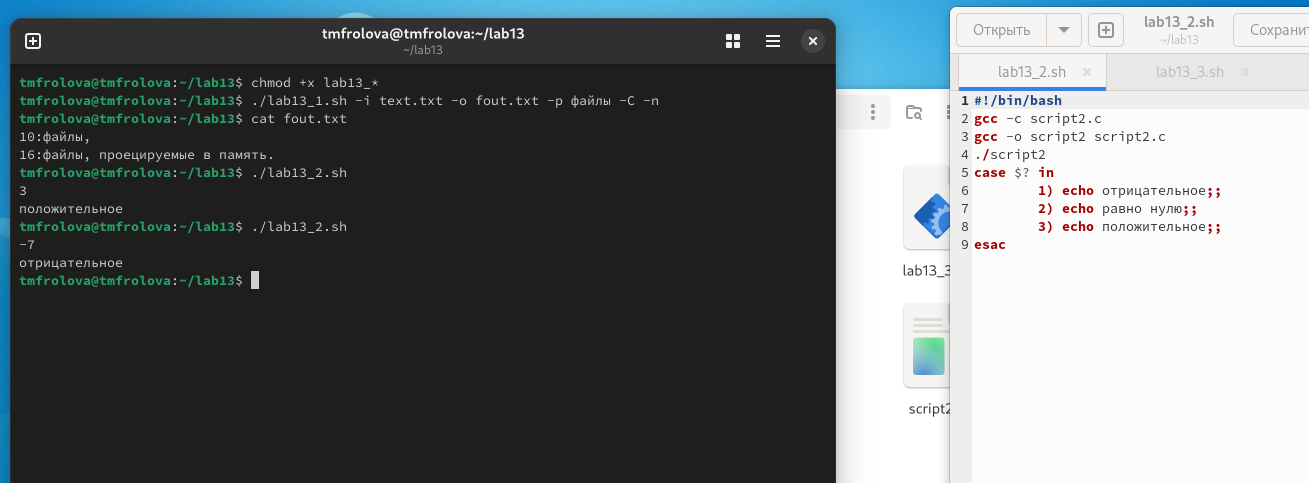 tmfrolova@tmfrolova:~/lab13
~/lab13
tmfrolova@tmfrolova:~/lab13$ chmod +x lab13_*
tmfrolova@tmfrolova:~/lab13$ ./lab13_1.sh -i text.txt -o fout.txt -p файлы -C -n
tmfrolova@tmfrolova:~/lab13$ cat fout.txt
10:файлы,
16:файлы, проецируемые в память.
tmfrolova@tmfrolova:~/lab13$ ./lab13_2.sh
3
положительное
tmfrolova@tmfrolova:~/lab13$ ./lab13_2.sh
-7
отрицательное
tmfrolova@tmfrolova:~/lab13$
lab13_3
script2
Открыть
lab13_2.sh
~/lab13
Сохранит
lab13_2.sh
lab13_3.sh
1 #!/bin/bash
2 gcc -c script2.c
3 gcc -o script2 script2.c
4 ./script2
5 case $? in
6 1) echo отрицательное;;
7 2) echo равно нулю;;
8 3) echo положительное;;
9 esac